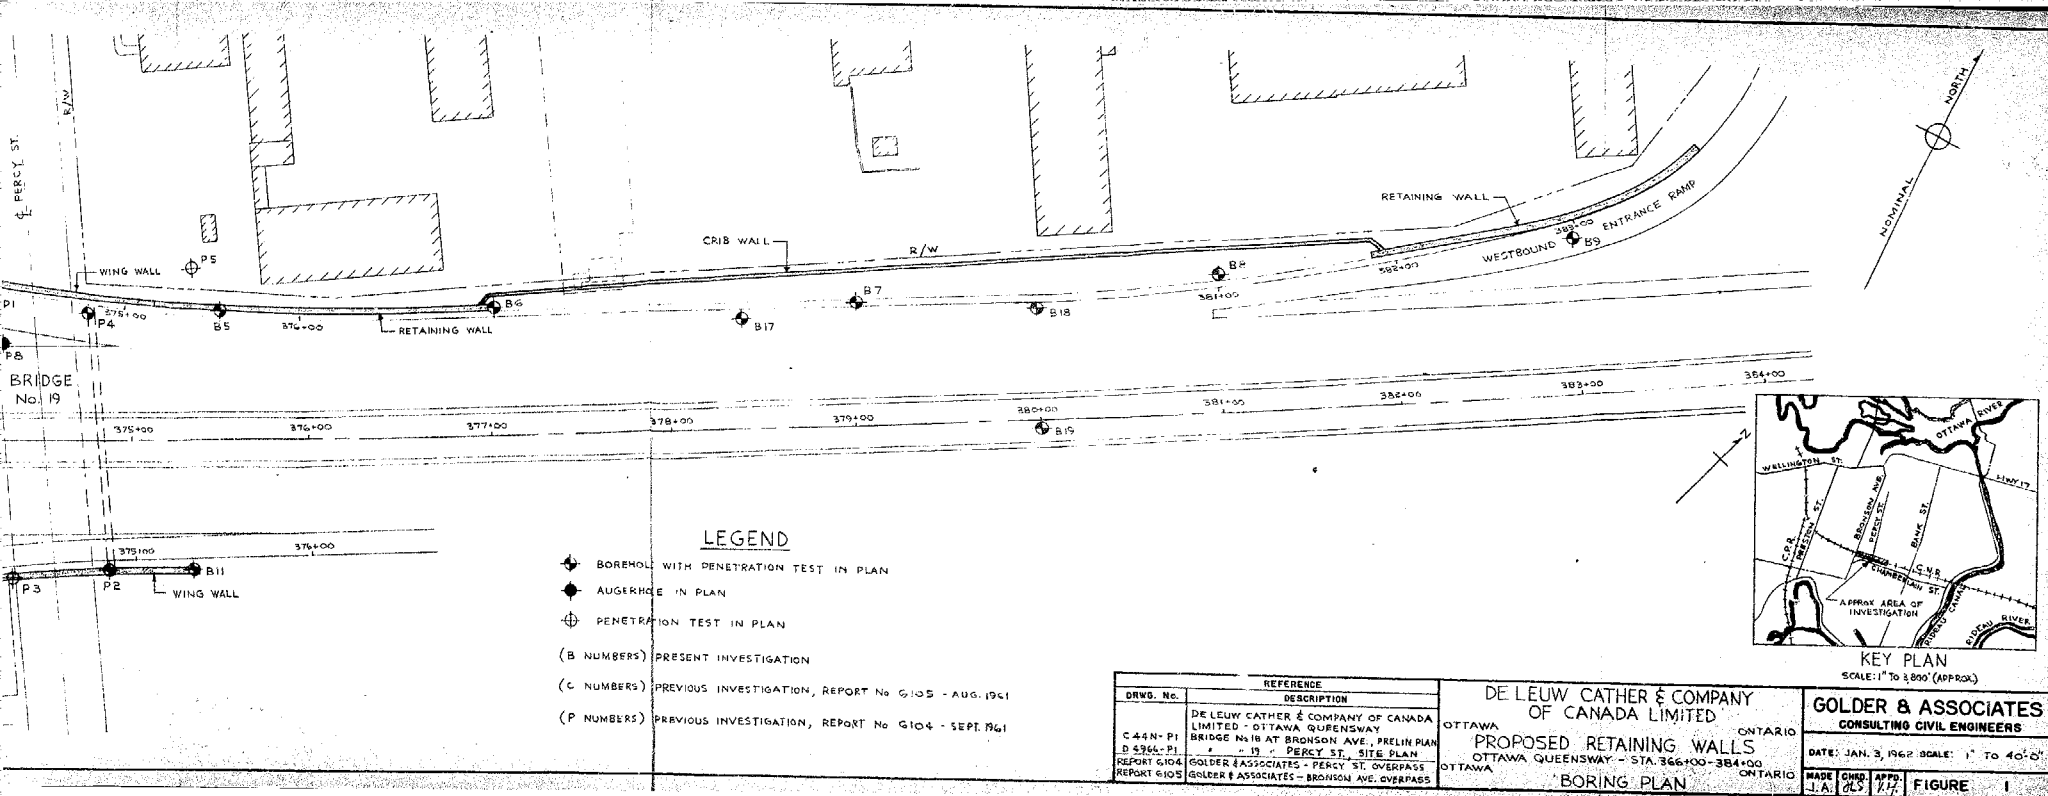 ℄ PERCY ST.
R/W
P5
WING WALL
P1
P4
375+00
B5
376+00
RETAINING WALL
B6
CRIB WALL
R/W
B17
B7
B18
B8
381+00
RETAINING WALL
382+00
383+00
B9
WESTBOUND ENTRANCE RAMP
NOMINAL NORTH
P8
BRIDGE
No. 19
375+00
376+00
377+00
378+00
379+00
380+00
381+00
382+00
383+00
384+00
B19
375+00
376+00
P3
P2
B11
WING WALL
LEGEND
BOREHOLE WITH PENETRATION TEST IN PLAN
AUGERHOLE IN PLAN
PENETRATION TEST IN PLAN
(B NUMBERS) PRESENT INVESTIGATION
(C NUMBERS) PREVIOUS INVESTIGATION, REPORT No 6105 - AUG. 1961
(P NUMBERS) PREVIOUS INVESTIGATION, REPORT No 6104 - SEPT. 1961
N
OTTAWA RIVER
WELLINGTON ST.
HWY 17
C.P.R.
PRESTON ST.
BRONSON AVE.
PERCY ST.
BANK ST.
C.N.R.
CHAMBERLAIN ST.
APPROX AREA OF
INVESTIGATION
RIDEAU CANAL
RIDEAU RIVER
KEY PLAN
SCALE: 1" TO 3,800' (APPROX)
REFERENCE
DRWG. No. DESCRIPTION
DE LEUW CATHER & COMPANY OF CANADA
LIMITED - OTTAWA QUEENSWAY
C 44N-P1 BRIDGE No 18 AT BRONSON AVE., PRELIM PLAN
D 4966-P1 " " 19 " PERCY ST. SITE PLAN
REPORT 6104 GOLDER & ASSOCIATES - PERCY ST. OVERPASS
REPORT 6105 GOLDER & ASSOCIATES - BRONSON AVE. OVERPASS
DE LEUW CATHER & COMPANY
OF CANADA LIMITED
OTTAWA ONTARIO
PROPOSED RETAINING WALLS
OTTAWA QUEENSWAY - STA. 366+00-384+00
OTTAWA ONTARIO
BORING PLAN
GOLDER & ASSOCIATES
CONSULTING CIVIL ENGINEERS
DATE: JAN. 3, 1962 SCALE: 1" TO 40'-0"
MADE J.A. CHKD. APPD. FIGURE 1